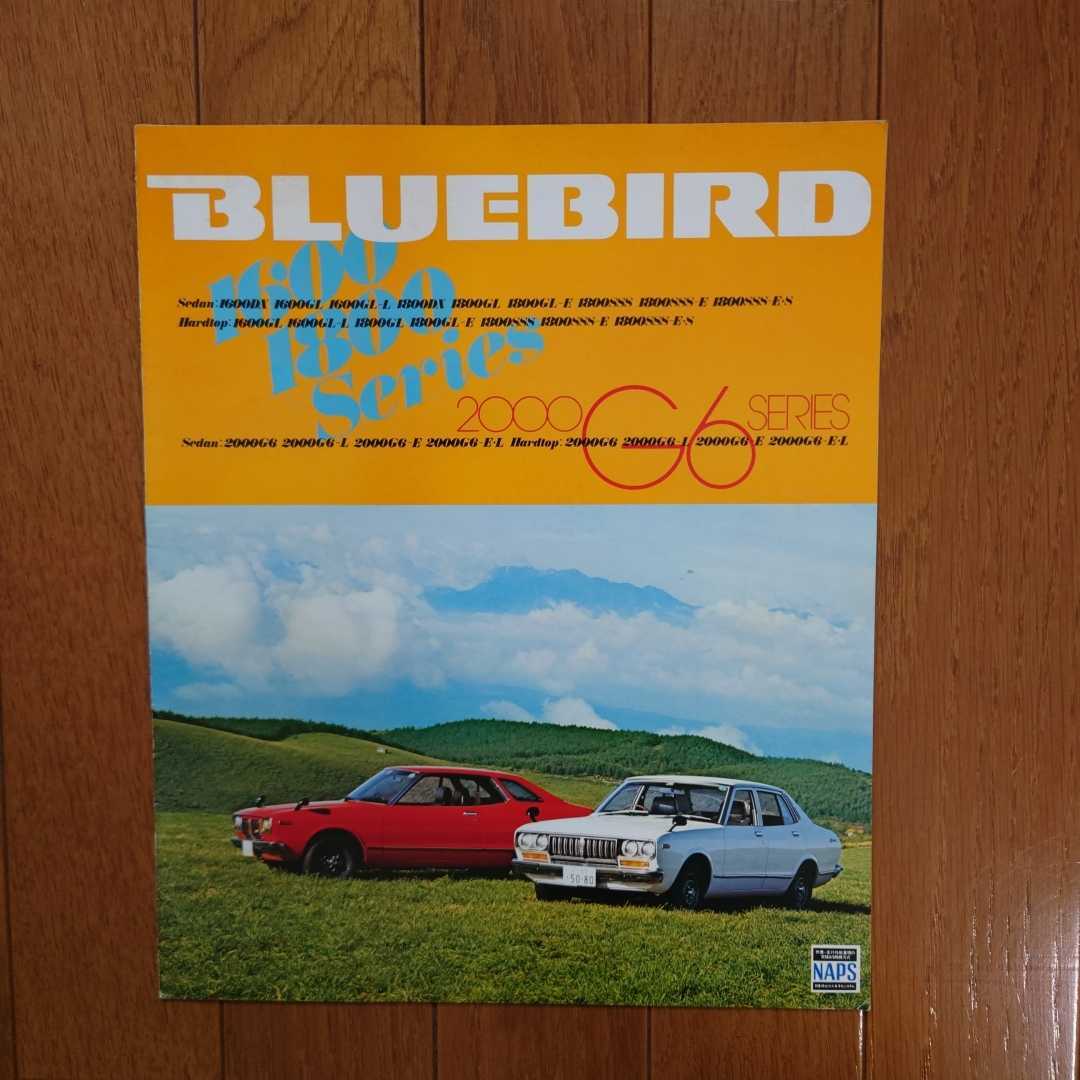 BLUEBIRD
1600
1800
Series
Sedan: 1600DX 1600GL 1600GL-L 1800DX 1800GL 1800GL-E 1800SSS 1800SSS-E 1800SSS-E·S
Hardtop: 1600GL 1600GL-L 1800GL 1800GL-E 1800SSS 1800SSS-E 1800SSS-E·S
2000 G6 SERIES
Sedan: 2000G6 2000G6-L 2000G6-E 2000G6-E·L Hardtop: 2000G6 2000G6-L 2000G6-E 2000G6-E·L
50-80
NAPS